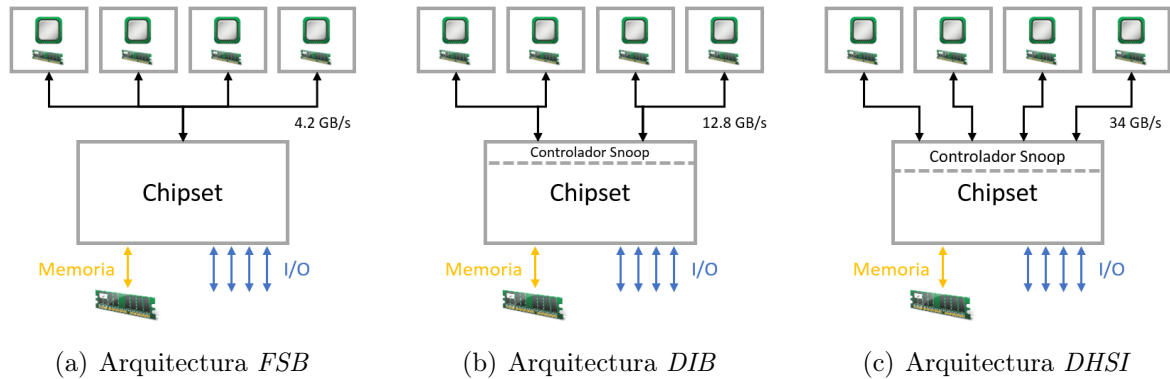 4.2 GB/s
Chipset
Memoria
I/O
(a) Arquitectura FSB
12.8 GB/s
Controlador Snoop
Chipset
Memoria
I/O
(b) Arquitectura DIB
34 GB/s
Controlador Snoop
Chipset
Memoria
I/O
(c) Arquitectura DHSI